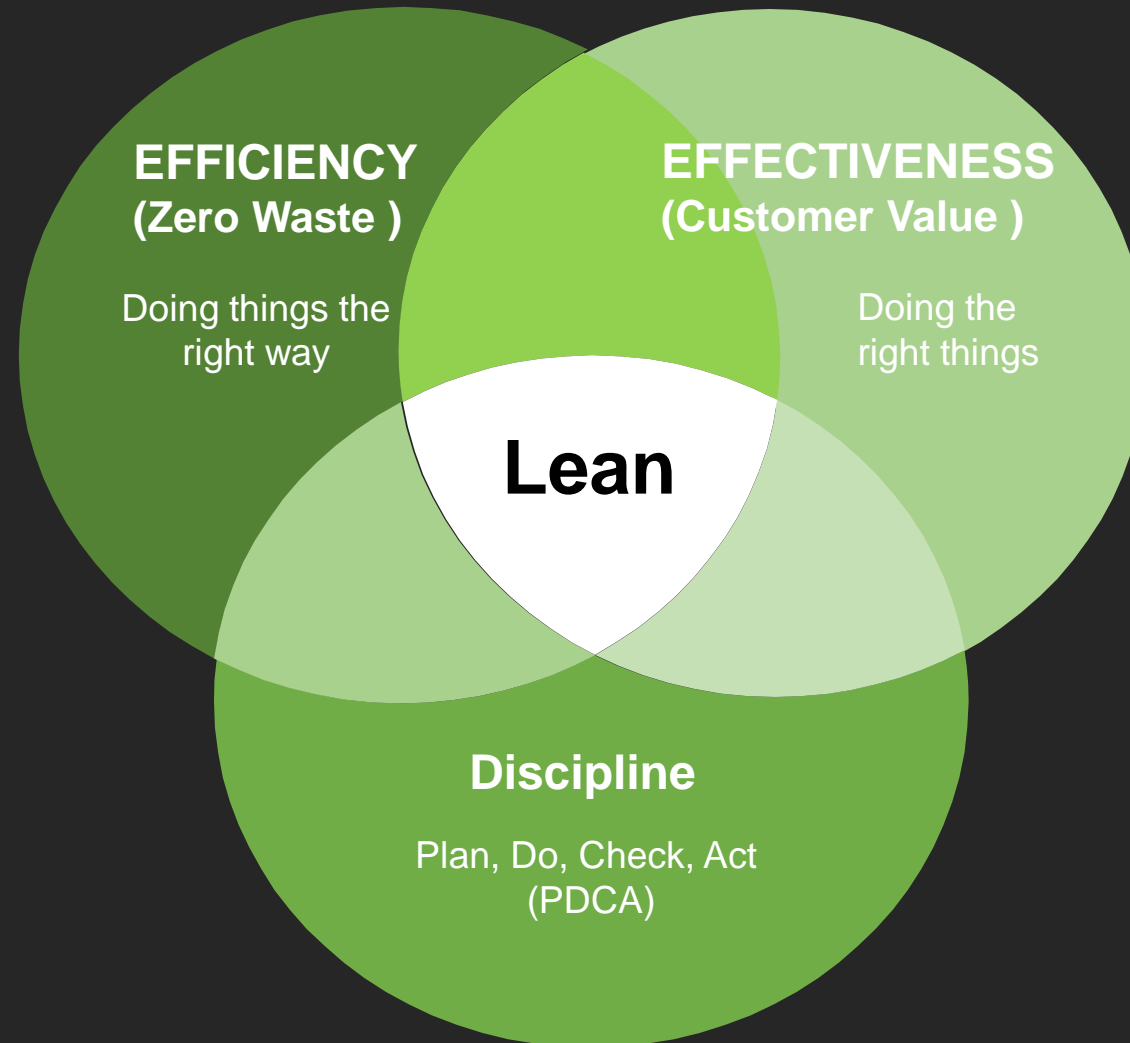 EFFICIENCY
(Zero Waste )
Doing things the
right way
EFFECTIVENESS
(Customer Value )
Doing the
right things
Lean
Discipline
Plan, Do, Check, Act
(PDCA)